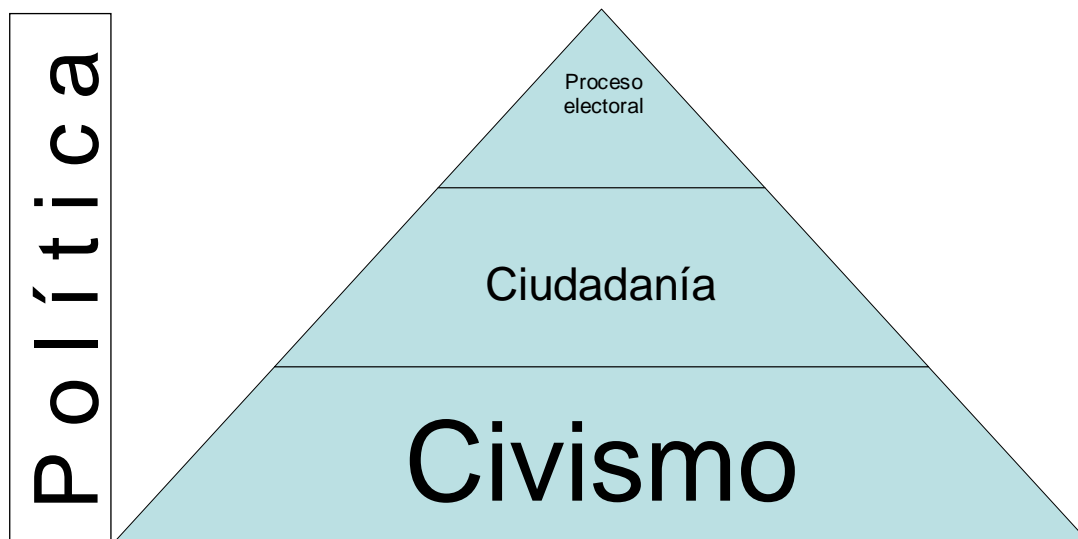 Política
Proceso
electoral
Ciudadanía
Civismo